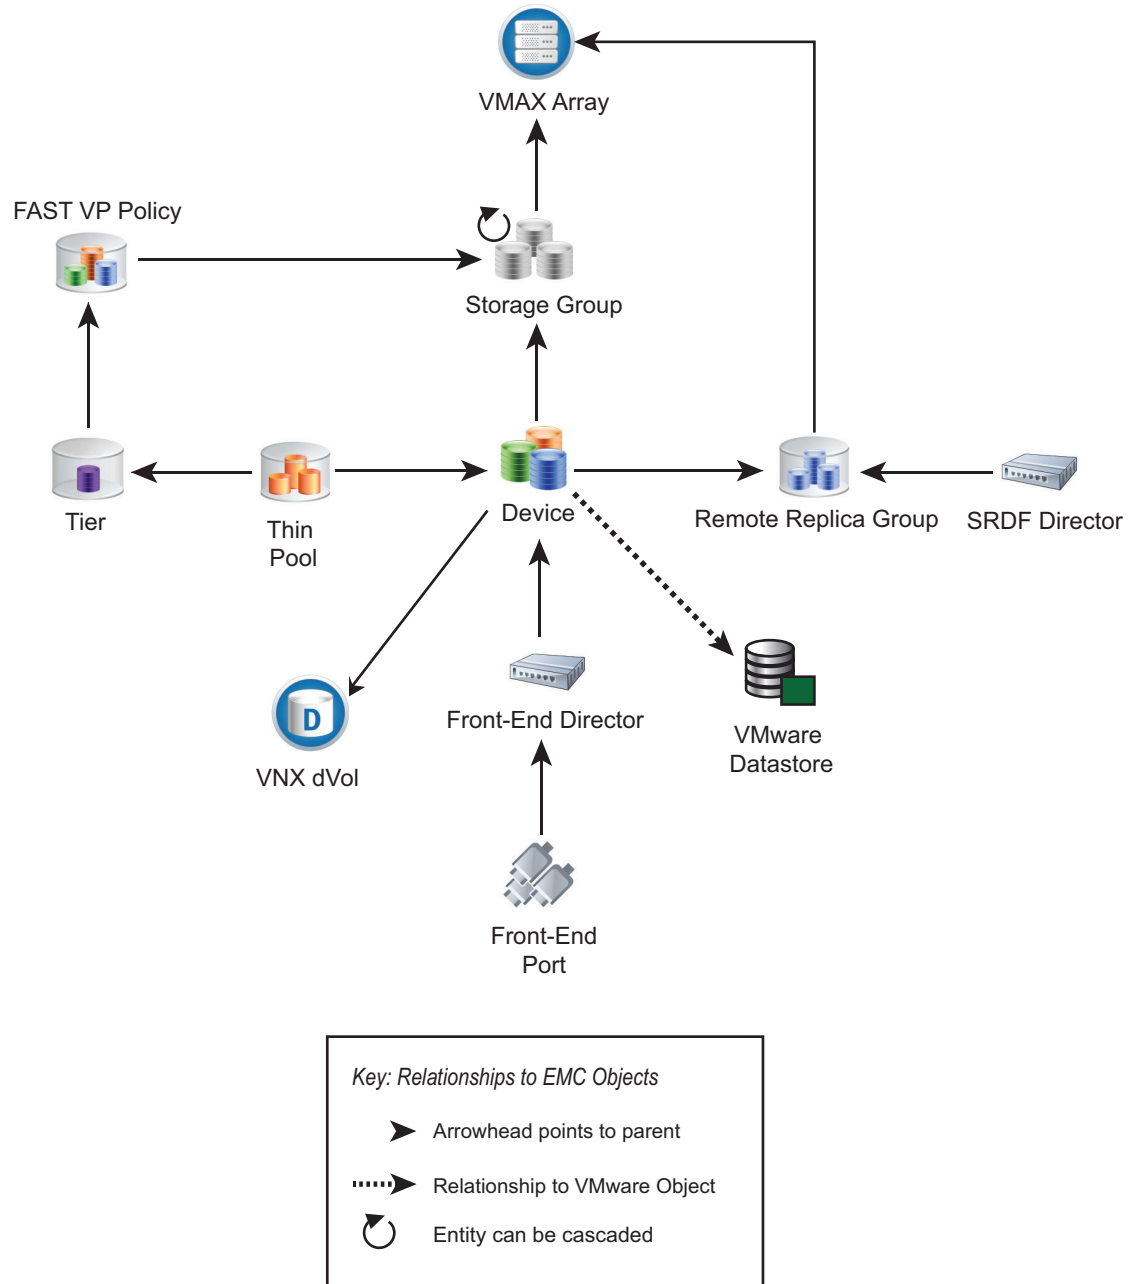 VMAX Array
FAST VP Policy
Storage Group
Tier
Thin
Pool
Device
Remote Replica Group
SRDF Director
D
VNX dVol
Front-End Director
VMware
Datastore
Front-End
Port
Key: Relationships to EMC Objects
Arrowhead points to parent
Relationship to VMware Object
Entity can be cascaded